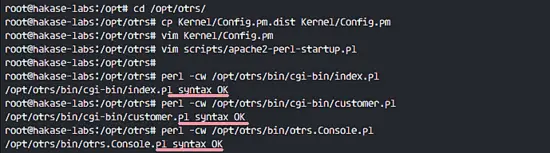 root@hakase-labs:/opt# cd /opt/otrs/
root@hakase-labs:/opt/otrs# cp Kernel/Config.pm.dist Kernel/Config.pm
root@hakase-labs:/opt/otrs# vim Kernel/Config.pm
root@hakase-labs:/opt/otrs# vim scripts/apache2-perl-startup.pl
root@hakase-labs:/opt/otrs#
root@hakase-labs:/opt/otrs# perl -cw /opt/otrs/bin/cgi-bin/index.pl
/opt/otrs/bin/cgi-bin/index.pl syntax OK
root@hakase-labs:/opt/otrs# perl -cw /opt/otrs/bin/cgi-bin/customer.pl
/opt/otrs/bin/cgi-bin/customer.pl syntax OK
root@hakase-labs:/opt/otrs# perl -cw /opt/otrs/bin/otrs.Console.pl
/opt/otrs/bin/otrs.Console.pl syntax OK